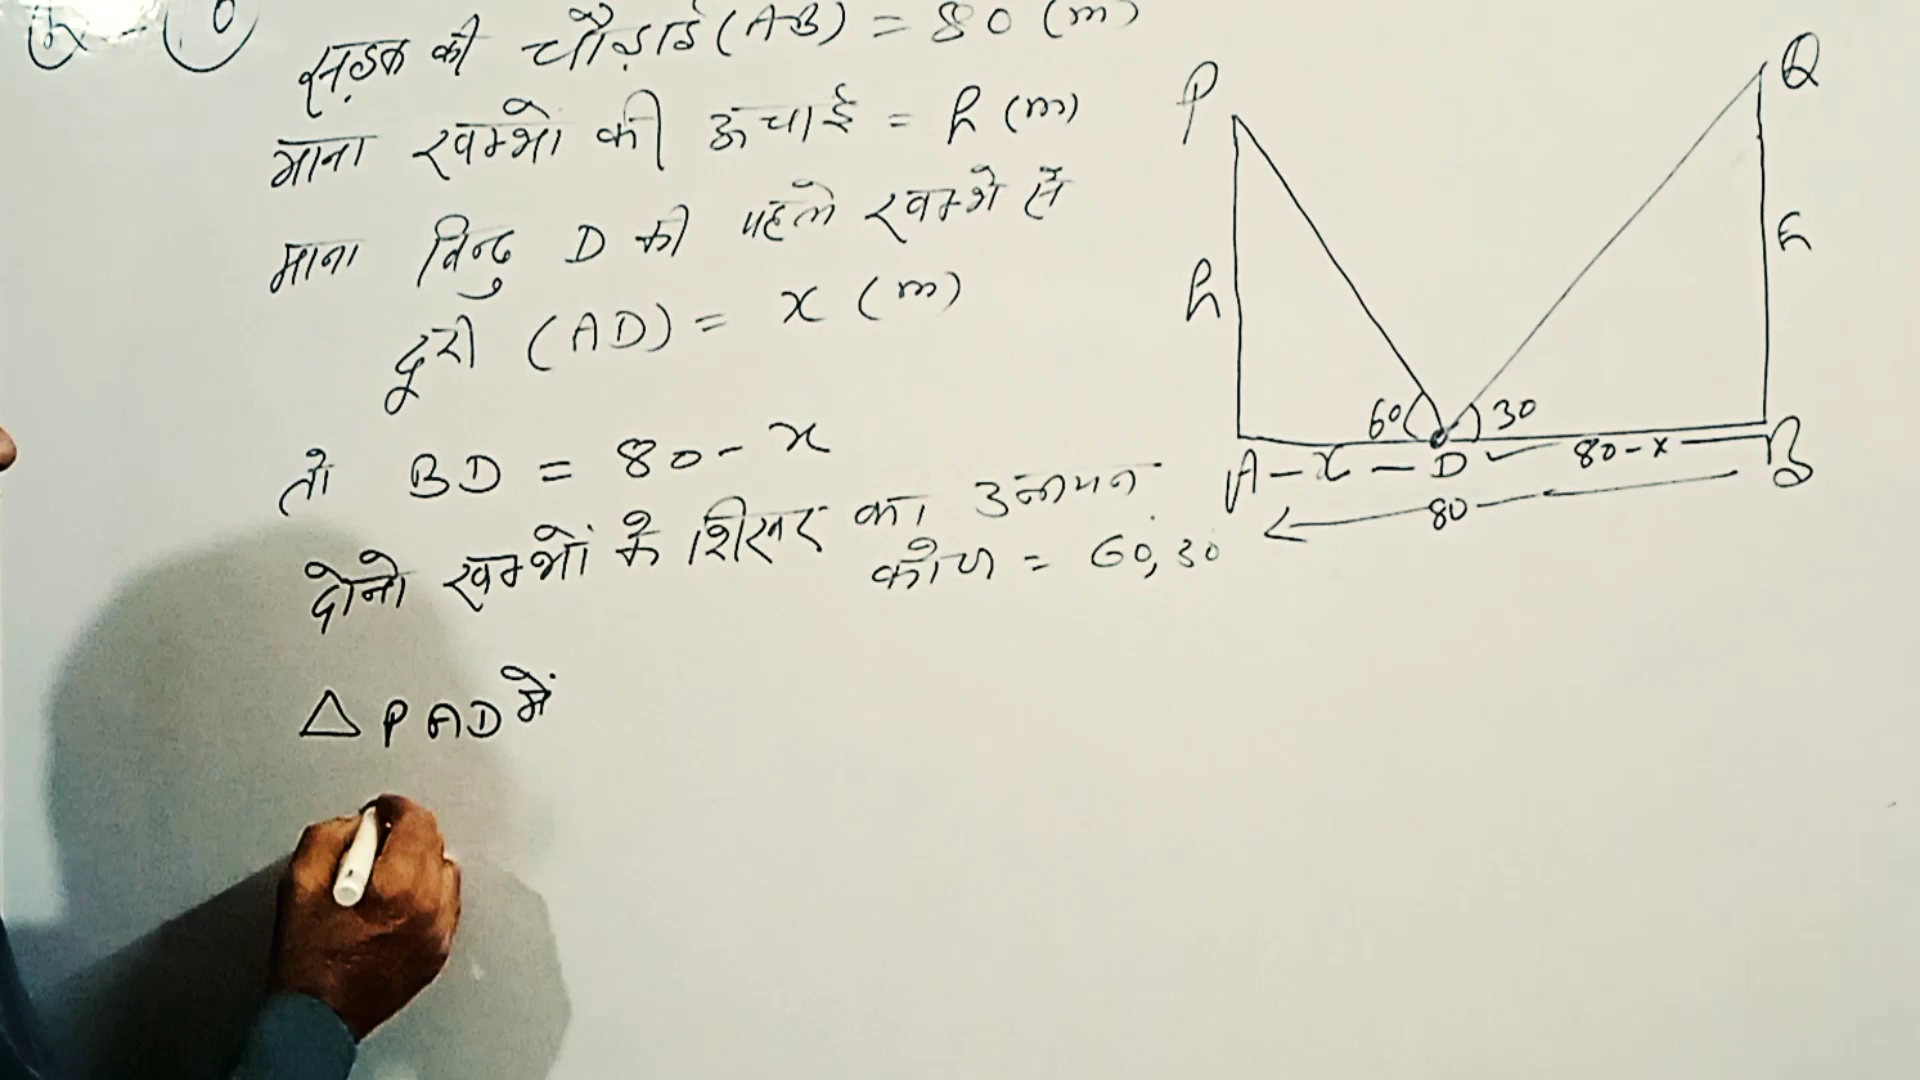 सड़क की चौड़ाई (AB) = 80 (m)
माना खम्भो की ऊचाई = h (m)
माना बिन्दु D की पहले खम्भे से
दूरी (AD) = x (m)
तो BD = 80-x
दोनो खम्भों के शिखर का उन्नयन
कोण = 60, 30
△ PAD में
P
Q
h
h
60
30
A - x - D
80-x
B
80